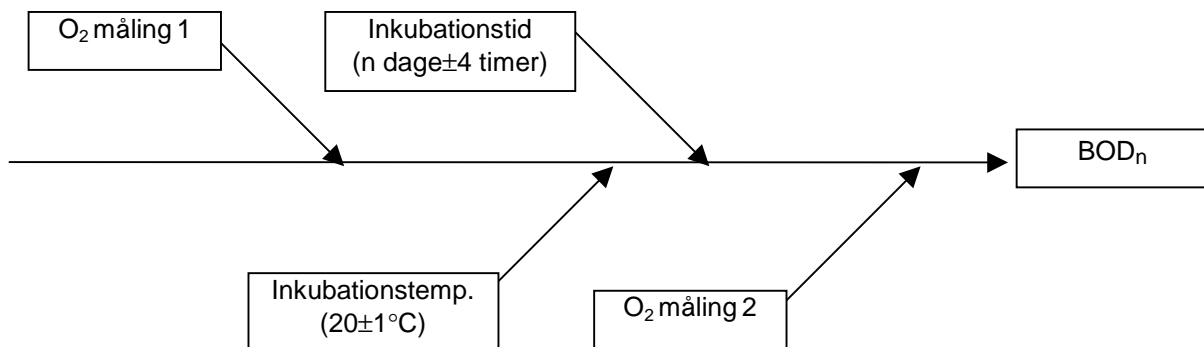 O₂ måling 1
Inkubationstid
(n dage±4 timer)
BODₙ
Inkubationstemp.
(20±1°C)
O₂ måling 2